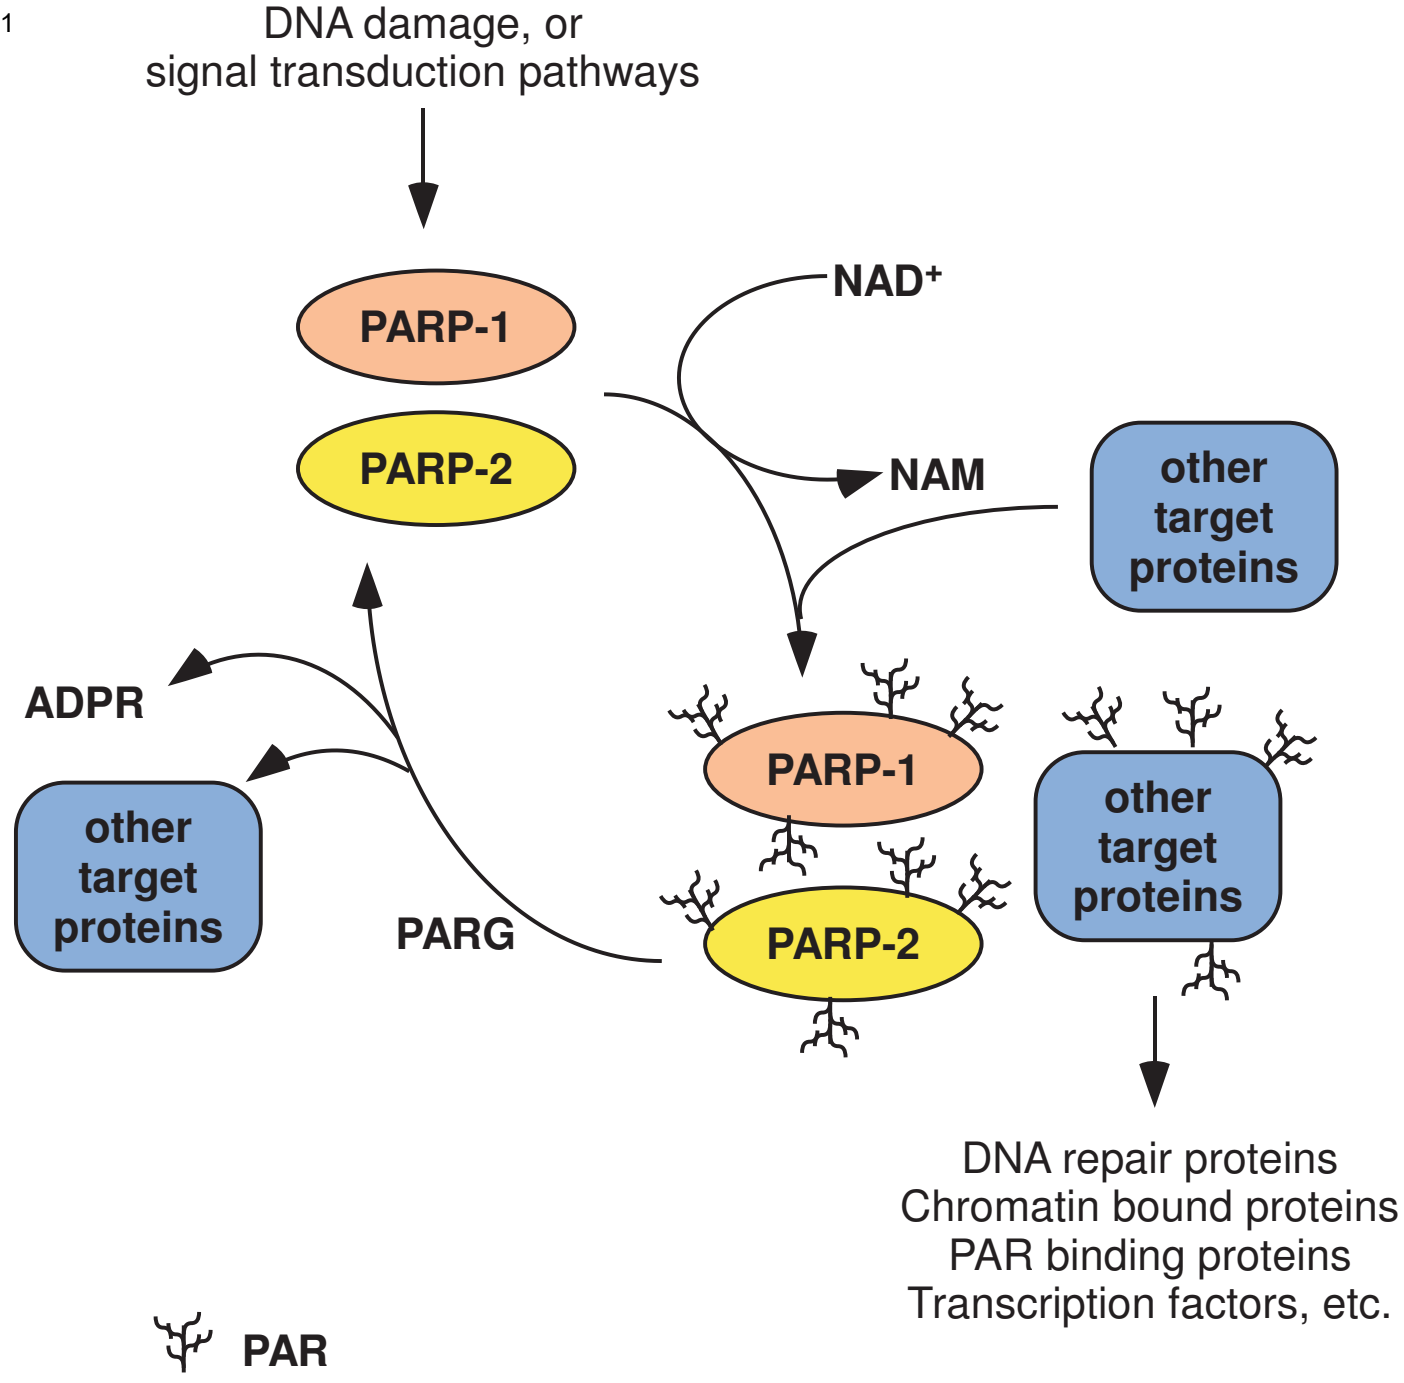 1
DNA damage, or
signal transduction pathways
NAD+
PARP-1
PARP-2
NAM
other
target
proteins
ADPR
PARP-1
other
target
proteins
other
target
proteins
PARG
PARP-2
DNA repair proteins
Chromatin bound proteins
PAR binding proteins
Transcription factors, etc.
PAR